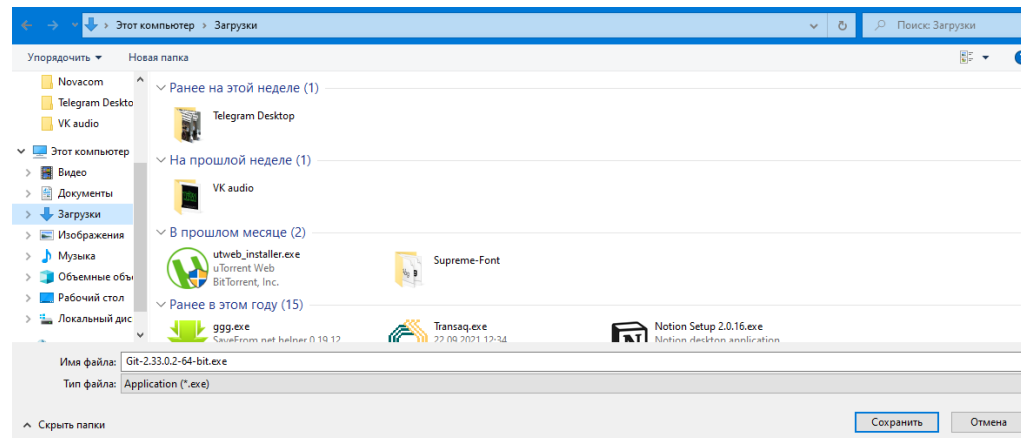 Этот компьютер › Загрузки
Поиск: Загрузки
Упорядочить
Новая папка
Novacom
Telegram Deskto
VK audio
Этот компьютер
Видео
Документы
Загрузки
Изображения
Музыка
Объемные объ
Рабочий стол
Локальный дис
Ранее на этой неделе (1)
Telegram Desktop
На прошлой неделе (1)
VK audio
В прошлом месяце (2)
utweb_installer.exe
uTorrent Web
BitTorrent, Inc.
Supreme-Font
Ранее в этом году (15)
ggg.exe
SaveFrom.net helper 0.19.12
Transaq.exe
22.09.2021 12:34
Notion Setup 2.0.16.exe
Notion desktop application
Имя файла: Git-2.33.0.2-64-bit.exe
Тип файла: Application (*.exe)
Скрыть папки
Сохранить
Отмена